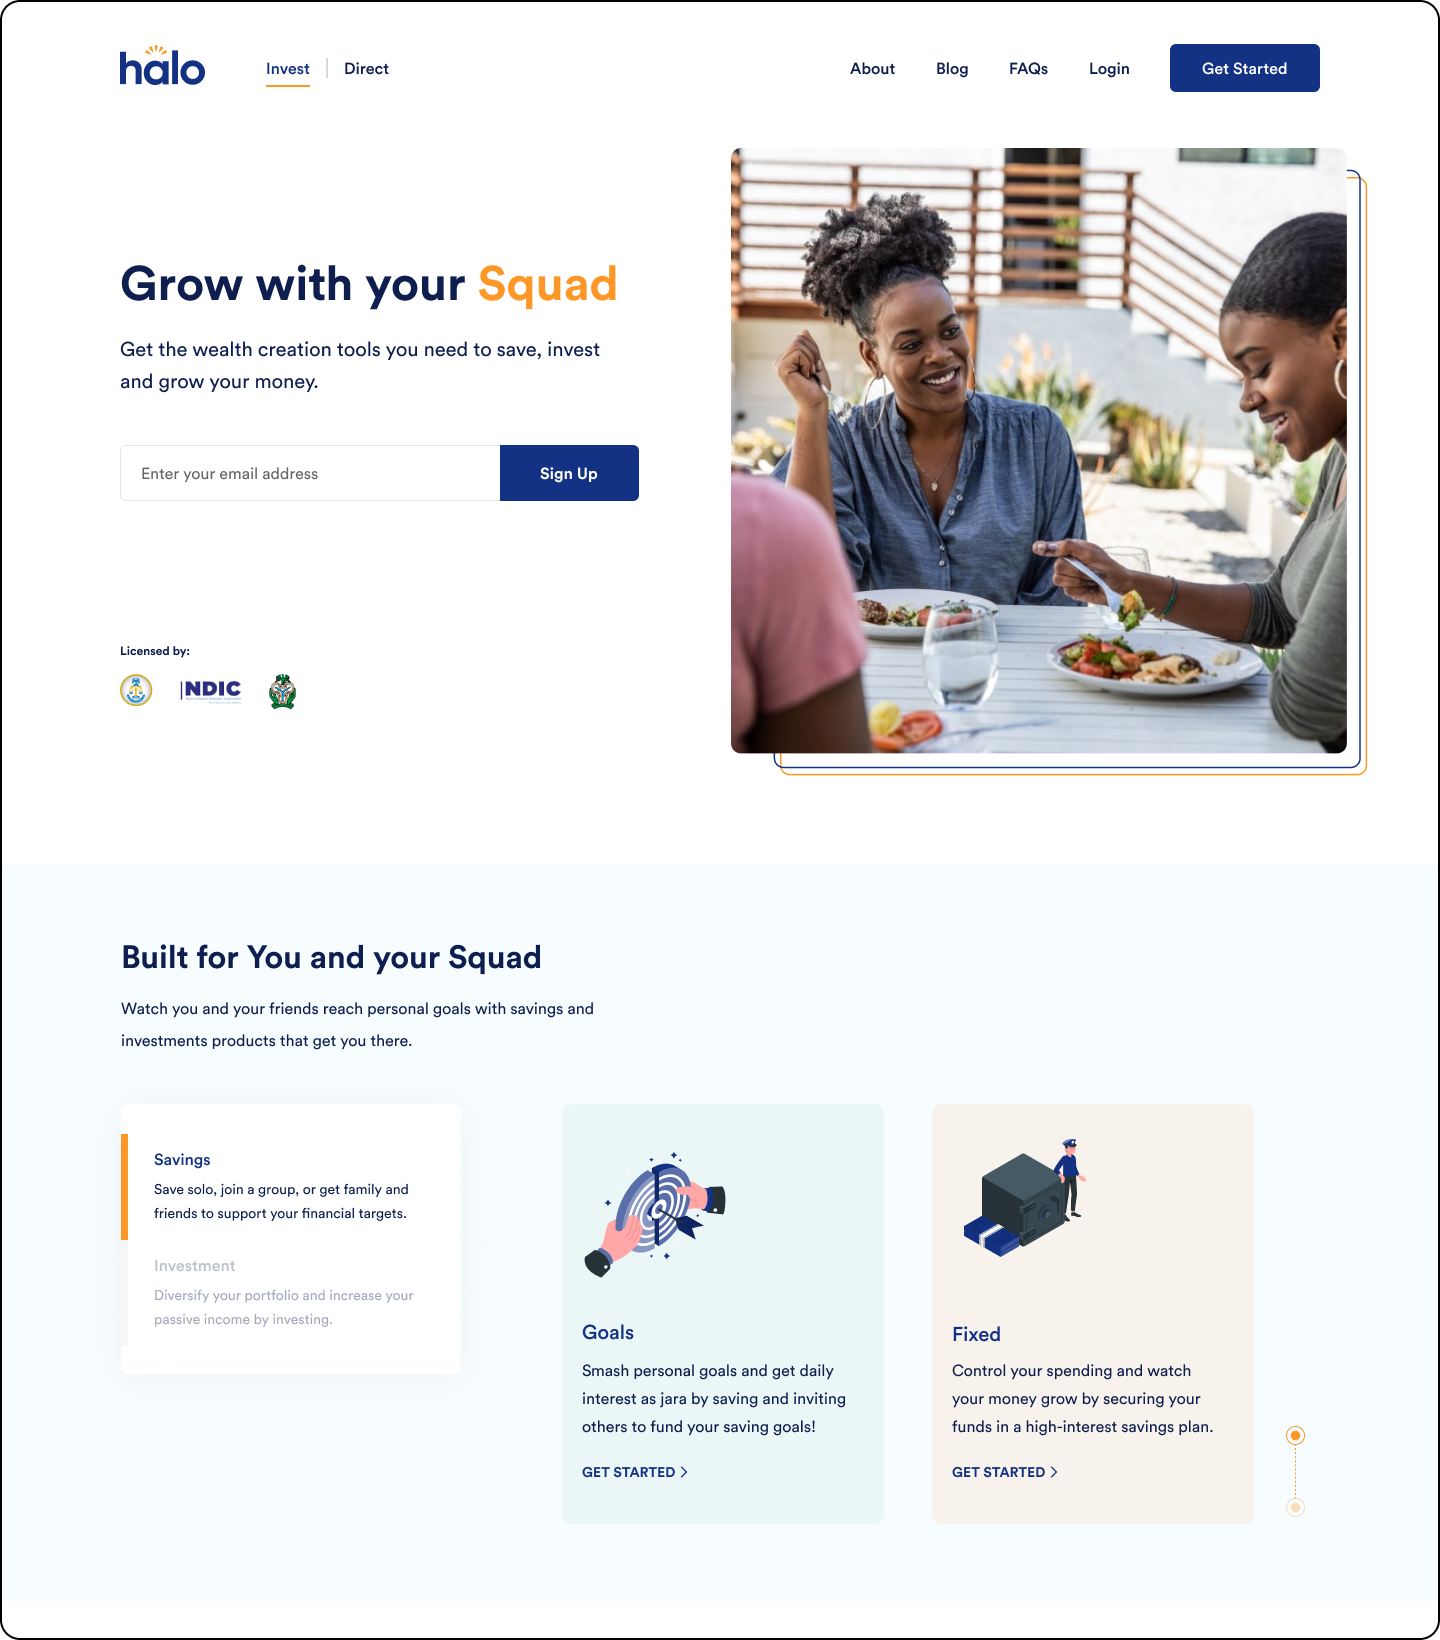 halo
Invest
Direct
About
Blog
FAQs
Login
Get Started
Grow with your Squad
Get the wealth creation tools you need to save, invest
and grow your money.
Enter your email address
Sign Up
Licensed by:
NDIC
Built for You and your Squad
Watch you and your friends reach personal goals with savings and
investments products that get you there.
Savings
Save solo, join a group, or get family and
friends to support your financial targets.
Investment
Diversify your portfolio and increase your
passive income by investing.
Goals
Smash personal goals and get daily
interest as jara by saving and inviting
others to fund your saving goals!
GET STARTED
Fixed
Control your spending and watch
your money grow by securing your
funds in a high-interest savings plan.
GET STARTED